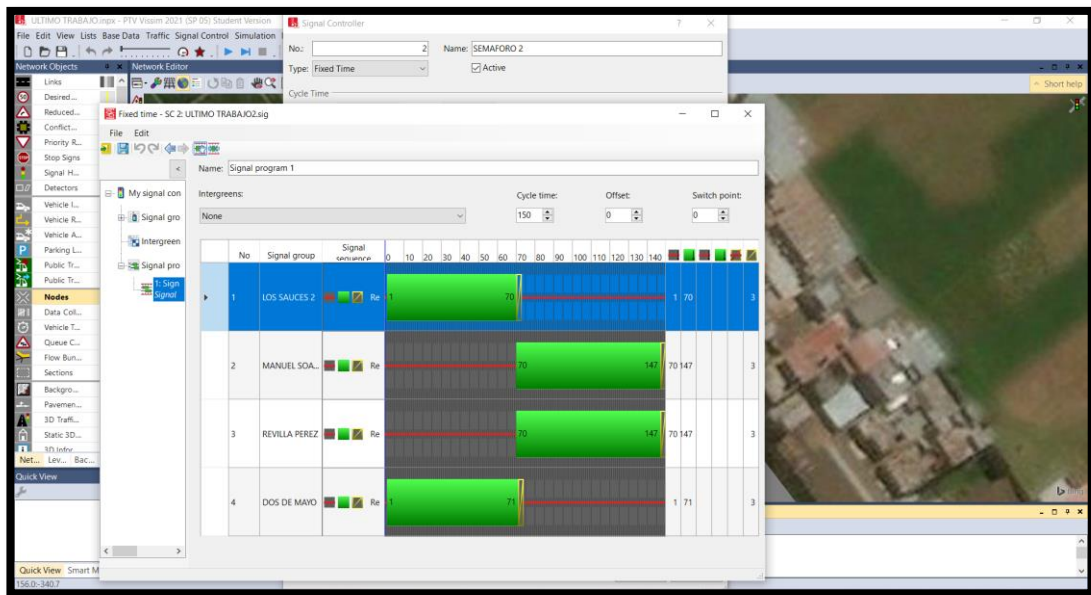 ULTIMO TRABAJO.inpx - PTV Vissim 2021 (SP 05) Student Version
Signal Controller
File Edit View Lists Base Data Traffic Signal Control Simulation
No.: 2 Name: SEMAFORO 2
Type: Fixed Time Active
Cycle Time
Network Objects
Network Editor
Short help
Links
Desired...
Reduced...
Conflict...
Priority R...
Stop Signs
Signal H...
Detectors
Vehicle I...
Vehicle R...
Vehicle A...
Parking L...
Public Tr...
Public Tr...
Nodes
Data Col...
Vehicle T...
Queue C...
Flow Bun...
Sections
Backgro...
Pavemen...
3D Traffi...
Static 3D...
3D Infor...
Net... Lev... Bac...
Quick View
Quick View Smart M
156.0:-340.7
Fixed time - SC 2: ULTIMO TRABAJO2.sig
File Edit
Name: Signal program 1
My signal con
Signal gro
Intergreen
Signal pro
1: Sign
Signal
Intergreens: Cycle time: Offset: Switch point:
None 150 0 0
No Signal group Signal sequence 0 10 20 30 40 50 60 70 80 90 100 110 120 130 140
1 LOS SAUCES 2 Re 1 70 1 70 3
2 MANUEL SOA... Re 70 147 70 147 3
3 REVILLA PEREZ Re 70 147 70 147 3
4 DOS DE MAYO Re 1 71 1 71 3
bing